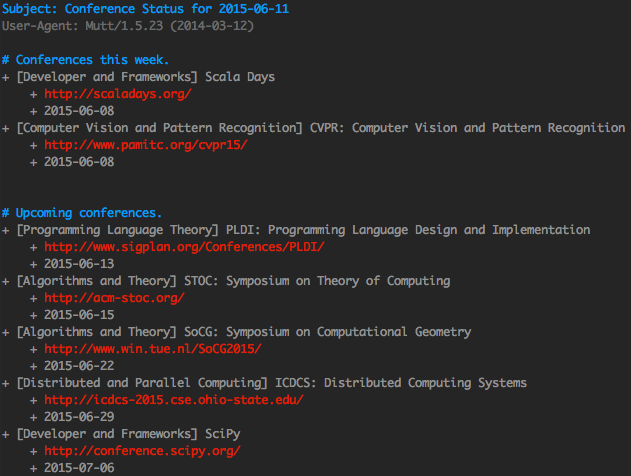 Subject: Conference Status for 2015-06-11
User-Agent: Mutt/1.5.23 (2014-03-12)
# Conferences this week.
+ [Developer and Frameworks] Scala Days
+ http://scaladays.org/
+ 2015-06-08
+ [Computer Vision and Pattern Recognition] CVPR: Computer Vision and Pattern Recognition
+ http://www.pamitc.org/cvpr15/
+ 2015-06-08
# Upcoming conferences.
+ [Programming Language Theory] PLDI: Programming Language Design and Implementation
+ http://www.sigplan.org/Conferences/PLDI/
+ 2015-06-13
+ [Algorithms and Theory] STOC: Symposium on Theory of Computing
+ http://acm-stoc.org/
+ 2015-06-15
+ [Algorithms and Theory] SoCG: Symposium on Computational Geometry
+ http://www.win.tue.nl/SoCG2015/
+ 2015-06-22
+ [Distributed and Parallel Computing] ICDCS: Distributed Computing Systems
+ http://icdcs-2015.cse.ohio-state.edu/
+ 2015-06-29
+ [Developer and Frameworks] SciPy
+ http://conference.scipy.org/
+ 2015-07-06